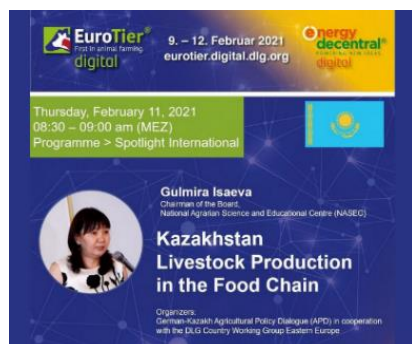 EuroTier®
First in animal farming.
digital
9. – 12. Februar 2021
eurotier.digital.dlg.org
energy
decentral®
digital
Thursday, February 11, 2021
08:30 – 09:00 am (MEZ)
Programme > Spotlight International
Gulmira Isaeva
Chairman of the Board,
National Agrarian Science and Educational Centre (NASEC)
Kazakhstan
Livestock Production
in the Food Chain
Organizers:
German-Kazakh Agricultural Policy Dialogue (APD) in cooperation
with the DLG Country Working Group Eastern Europe